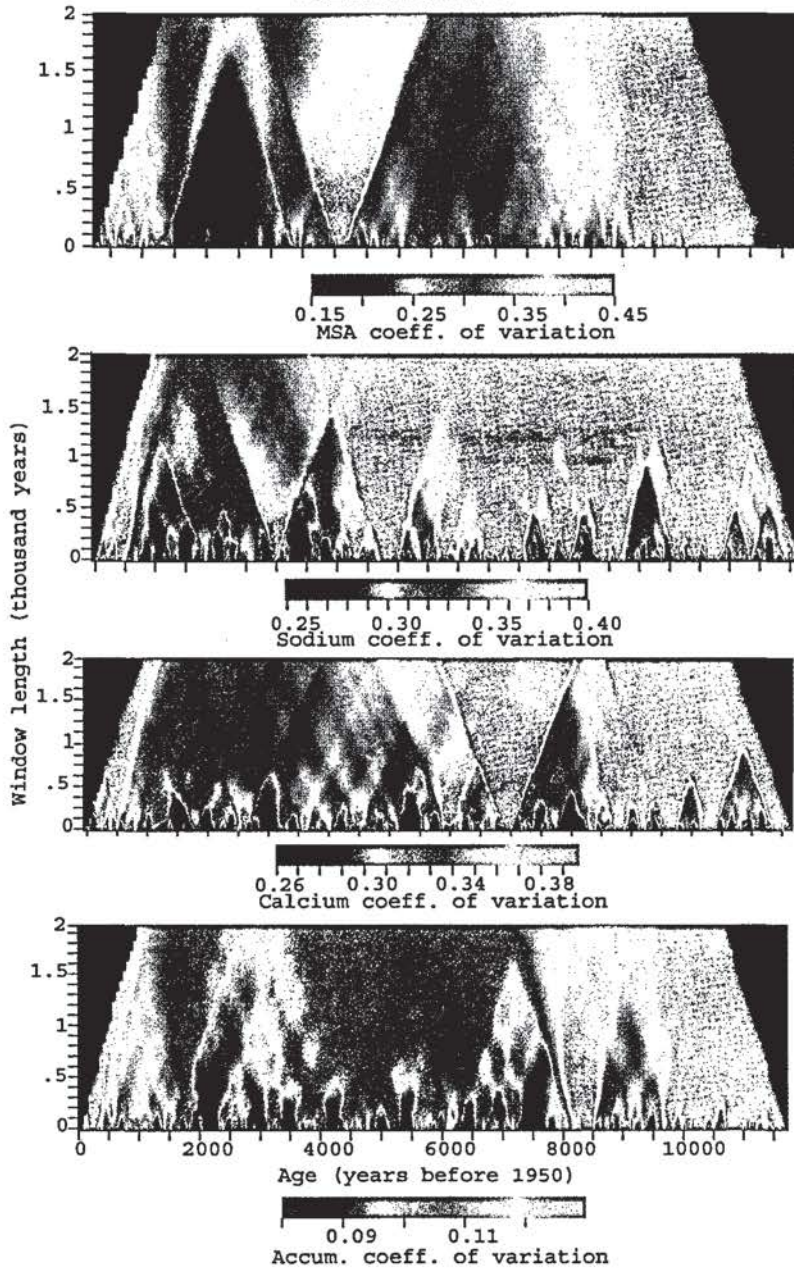 2
1.5
1
.5
0
0.15 0.25 0.35 0.45
MSA coeff. of variation
2
1.5
1
.5
0
0.25 0.30 0.35 0.40
Sodium coeff. of variation
Window length (thousand years)
2
1.5
1
.5
0
0.26 0.30 0.34 0.38
Calcium coeff. of variation
2
1.5
1
.5
0
0 2000 4000 6000 8000 10000
Age (years before 1950)
0.09 0.11
Accum. coeff. of variation